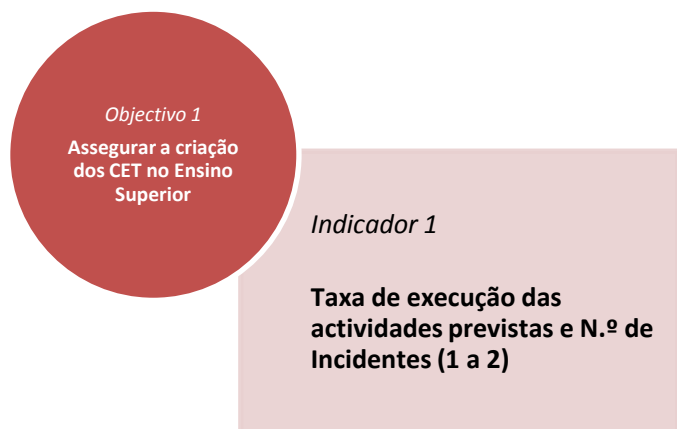 Objectivo 1
Assegurar a criação
dos CET no Ensino
Superior
Indicador 1
Taxa de execução das
actividades previstas e N.º de
Incidentes (1 a 2)